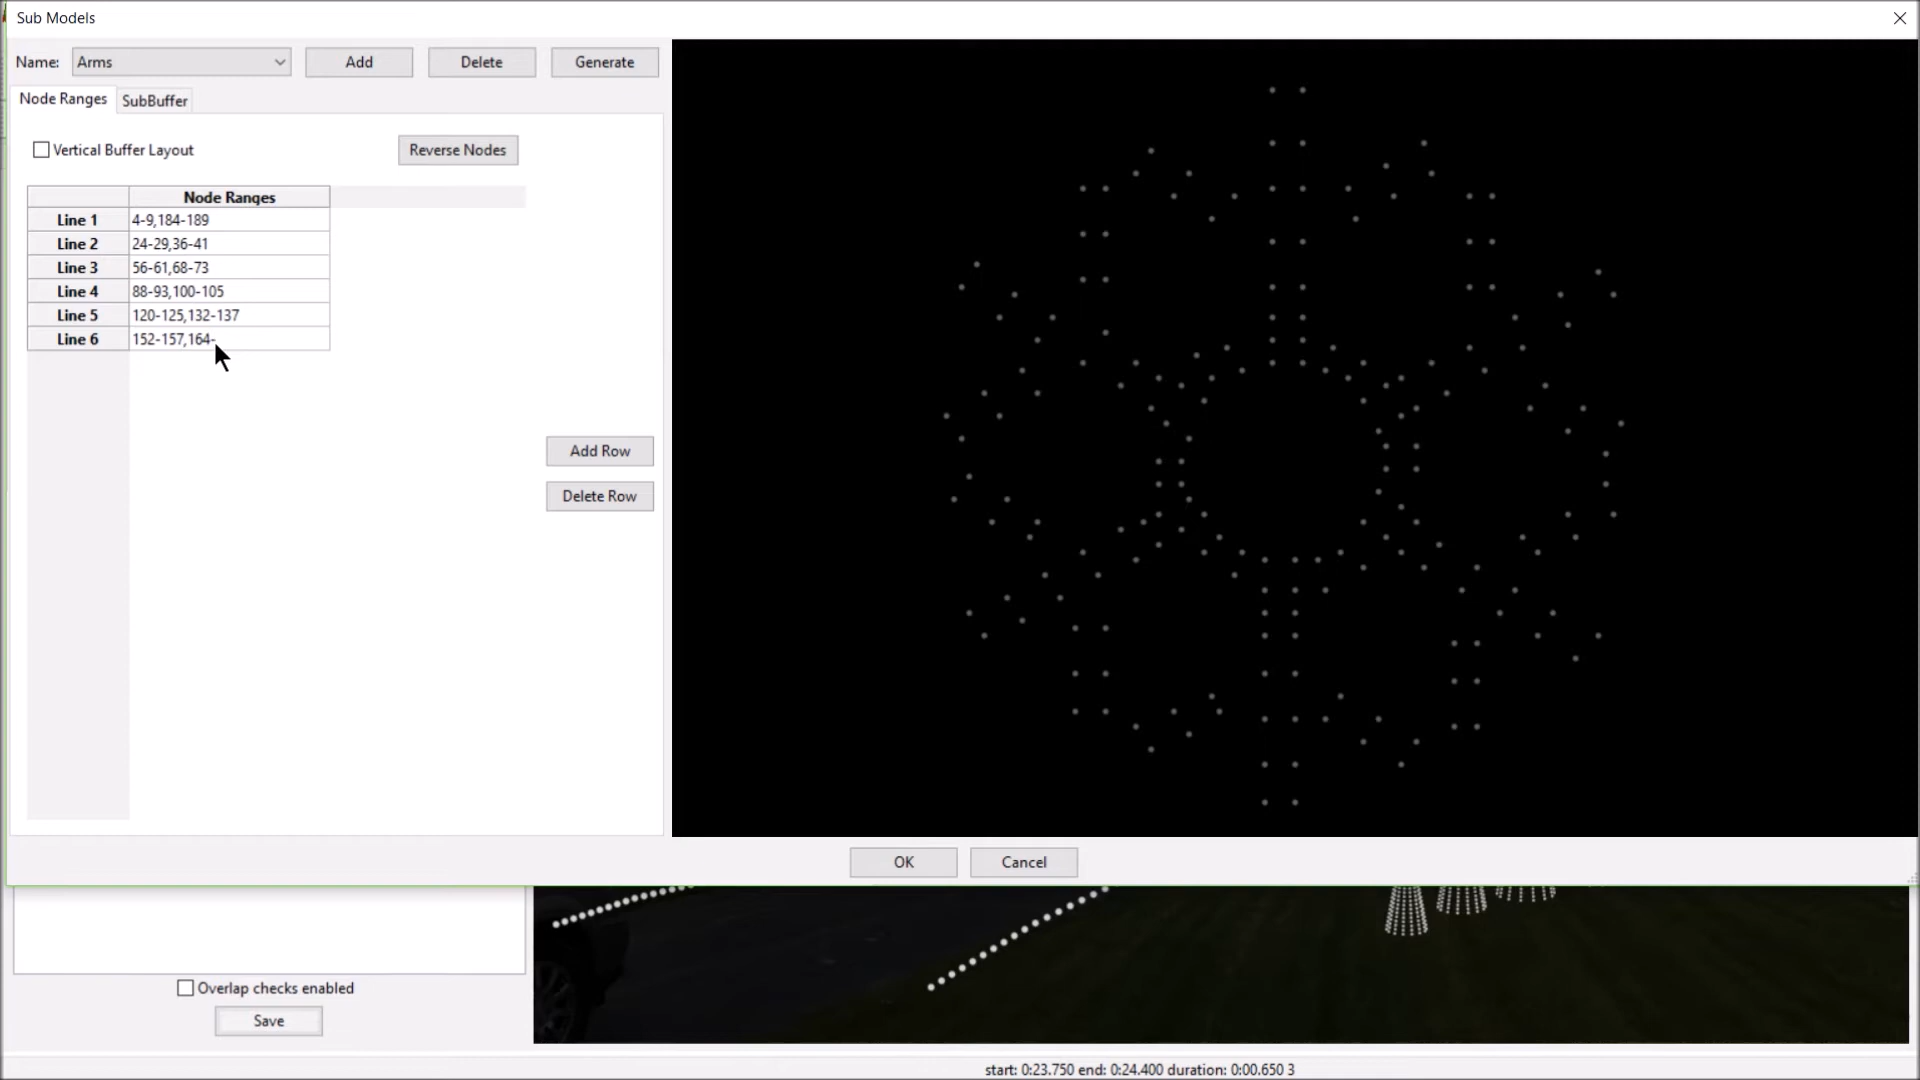 Sub Models
Name: Arms Add Delete Generate
Node Ranges SubBuffer
Vertical Buffer Layout Reverse Nodes
Node Ranges
Line 1 4-9,184-189
Line 2 24-29,36-41
Line 3 56-61,68-73
Line 4 88-93,100-105
Line 5 120-125,132-137
Line 6 152-157,164-
Add Row
Delete Row
OK Cancel
Overlap checks enabled
Save
start: 0:23.750 end: 0:24.400 duration: 0:00.650 3